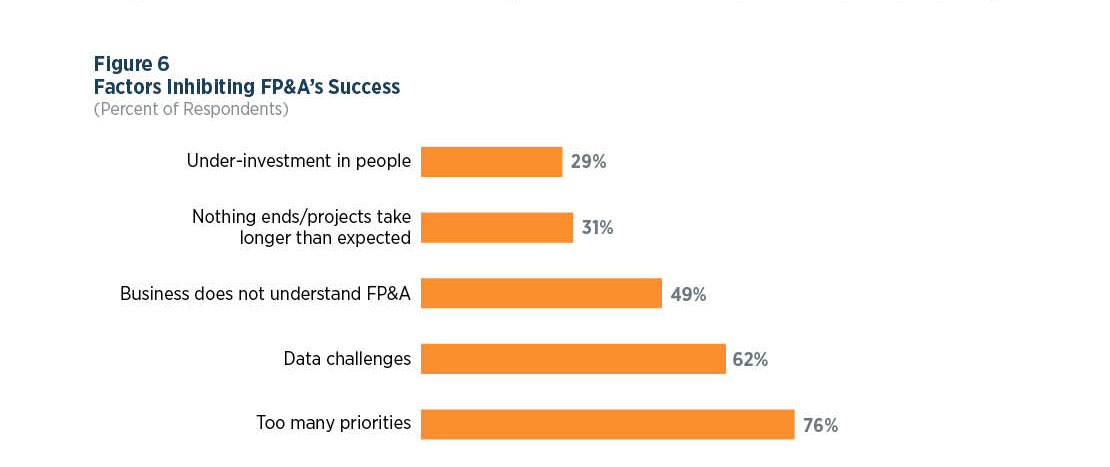 Figure 6
Factors Inhibiting FP&A’s Success
(Percent of Respondents)
Under-investment in people 29%
Nothing ends/projects take
longer than expected 31%
Business does not understand FP&A 49%
Data challenges 62%
Too many priorities 76%